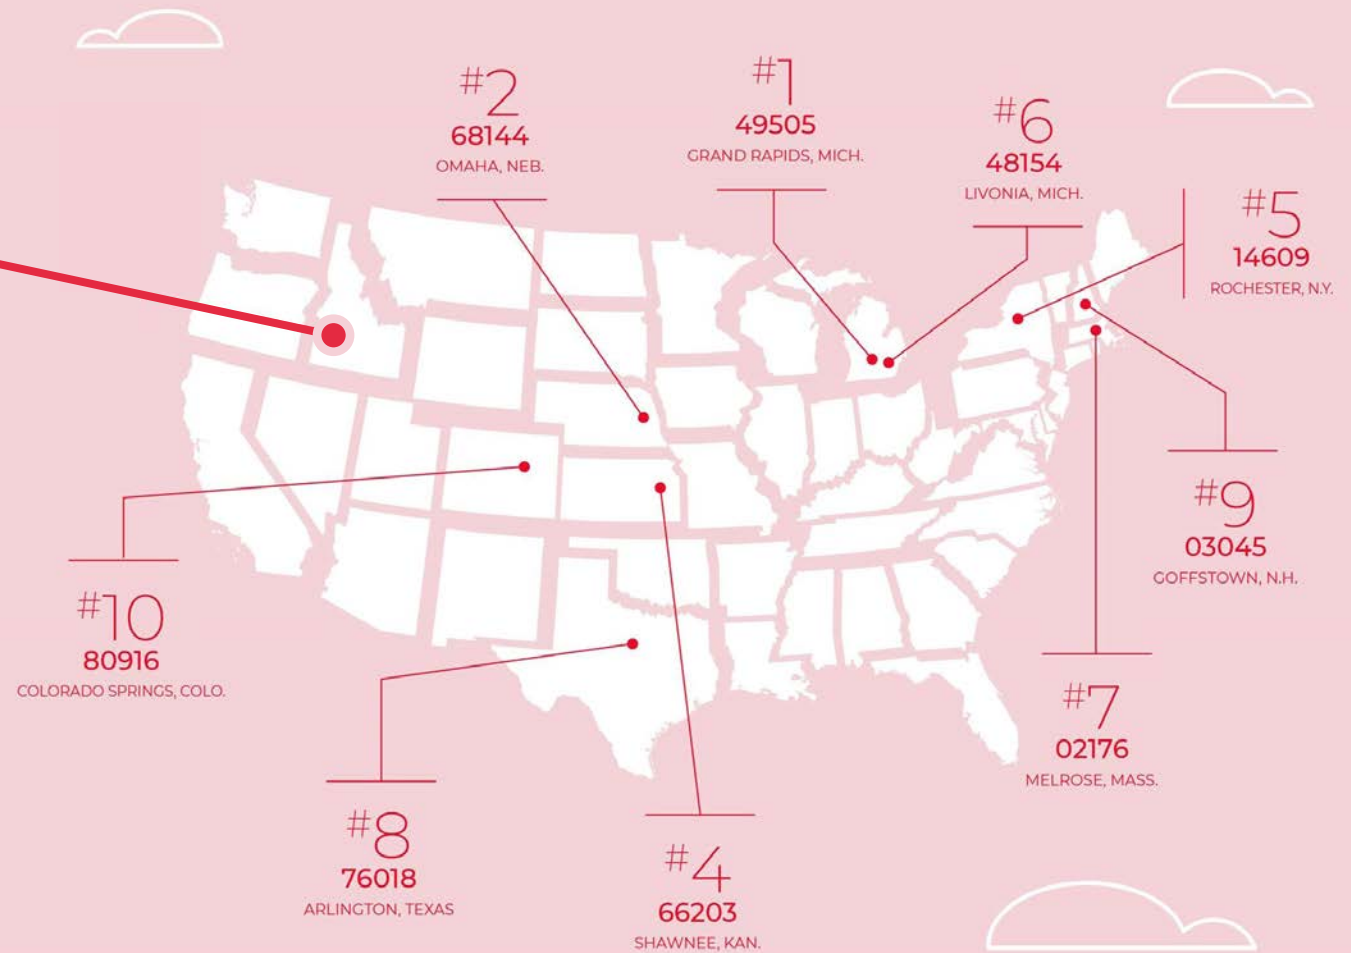 #2
68144
OMAHA, NEB.
#1
49505
GRAND RAPIDS, MICH.
#6
48154
LIVONIA, MICH.
#5
14609
ROCHESTER, N.Y.
#9
03045
GOFFSTOWN, N.H.
#10
80916
COLORADO SPRINGS, COLO.
#7
02176
MELROSE, MASS.
#8
76018
ARLINGTON, TEXAS
#4
66203
SHAWNEE, KAN.